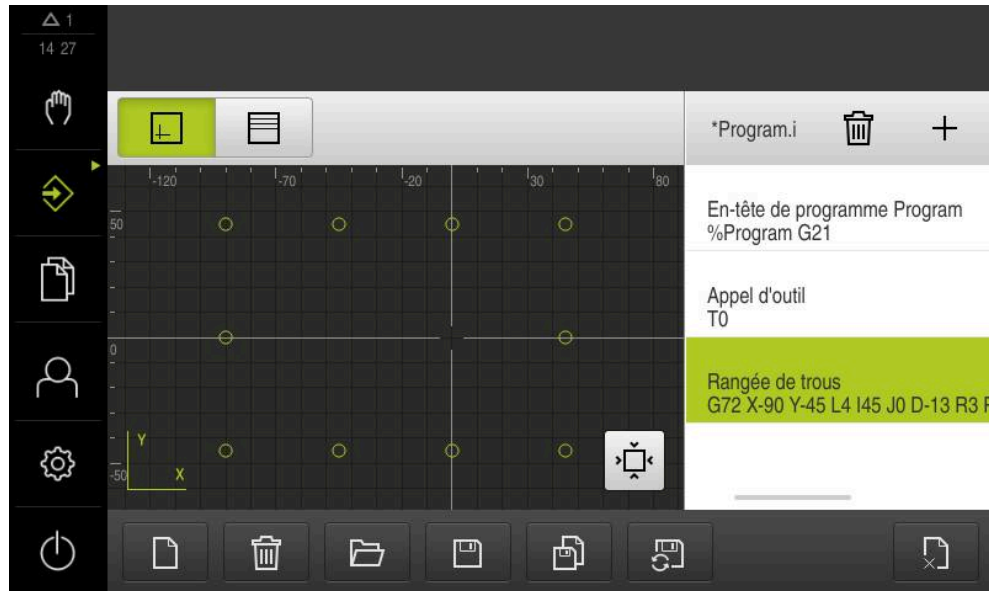 1
14 27
*Program.i
-120
-70
-20
30
80
50
0
-50
Y
X
En-tête de programme Program
%Program G21
Appel d'outil
T0
Rangée de trous
G72 X-90 Y-45 L4 I45 J0 D-13 R3 F